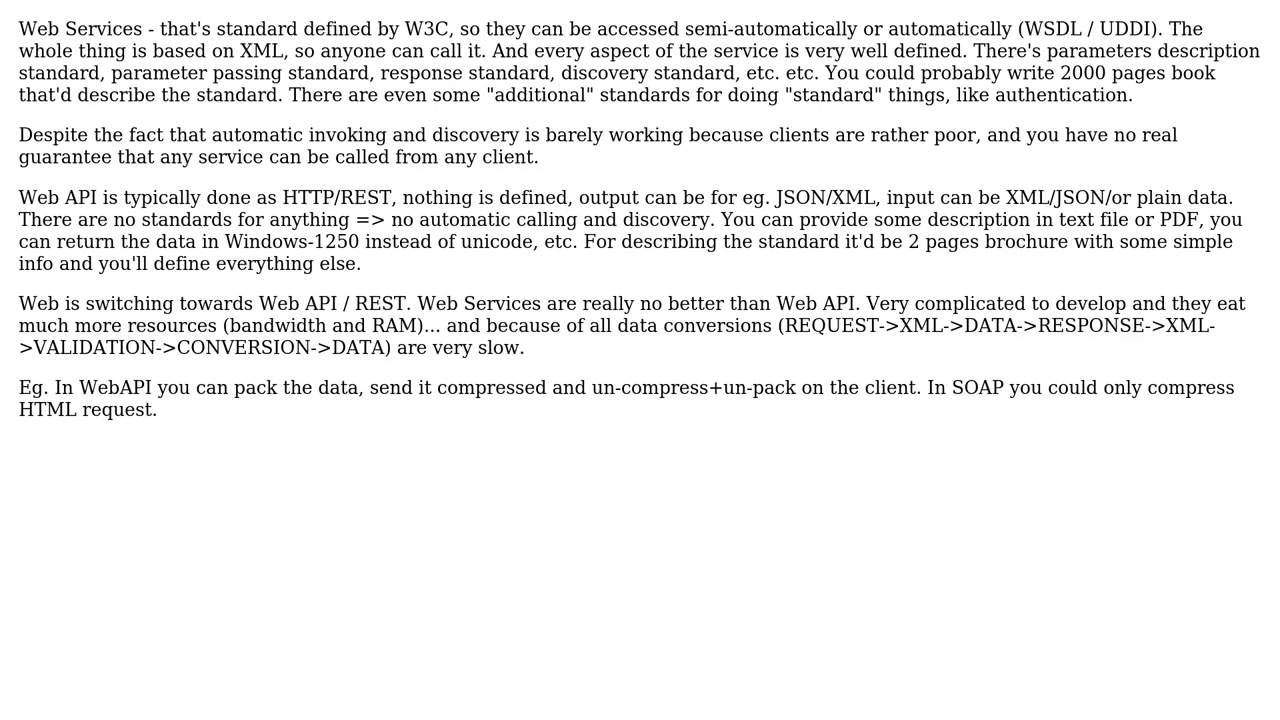 Web Services - that's standard defined by W3C, so they can be accessed semi-automatically or automatically (WSDL / UDDI). The
whole thing is based on XML, so anyone can call it. And every aspect of the service is very well defined. There's parameters description
standard, parameter passing standard, response standard, discovery standard, etc. etc. You could probably write 2000 pages book
that'd describe the standard. There are even some "additional" standards for doing "standard" things, like authentication.
Despite the fact that automatic invoking and discovery is barely working because clients are rather poor, and you have no real
guarantee that any service can be called from any client.
Web API is typically done as HTTP/REST, nothing is defined, output can be for eg. JSON/XML, input can be XML/JSON/or plain data.
There are no standards for anything => no automatic calling and discovery. You can provide some description in text file or PDF, you
can return the data in Windows-1250 instead of unicode, etc. For describing the standard it'd be 2 pages brochure with some simple
info and you'll define everything else.
Web is switching towards Web API / REST. Web Services are really no better than Web API. Very complicated to develop and they eat
much more resources (bandwidth and RAM)... and because of all data conversions (REQUEST->XML->DATA->RESPONSE->XML-
>VALIDATION->CONVERSION->DATA) are very slow.
Eg. In WebAPI you can pack the data, send it compressed and un-compress+un-pack on the client. In SOAP you could only compress
HTML request.